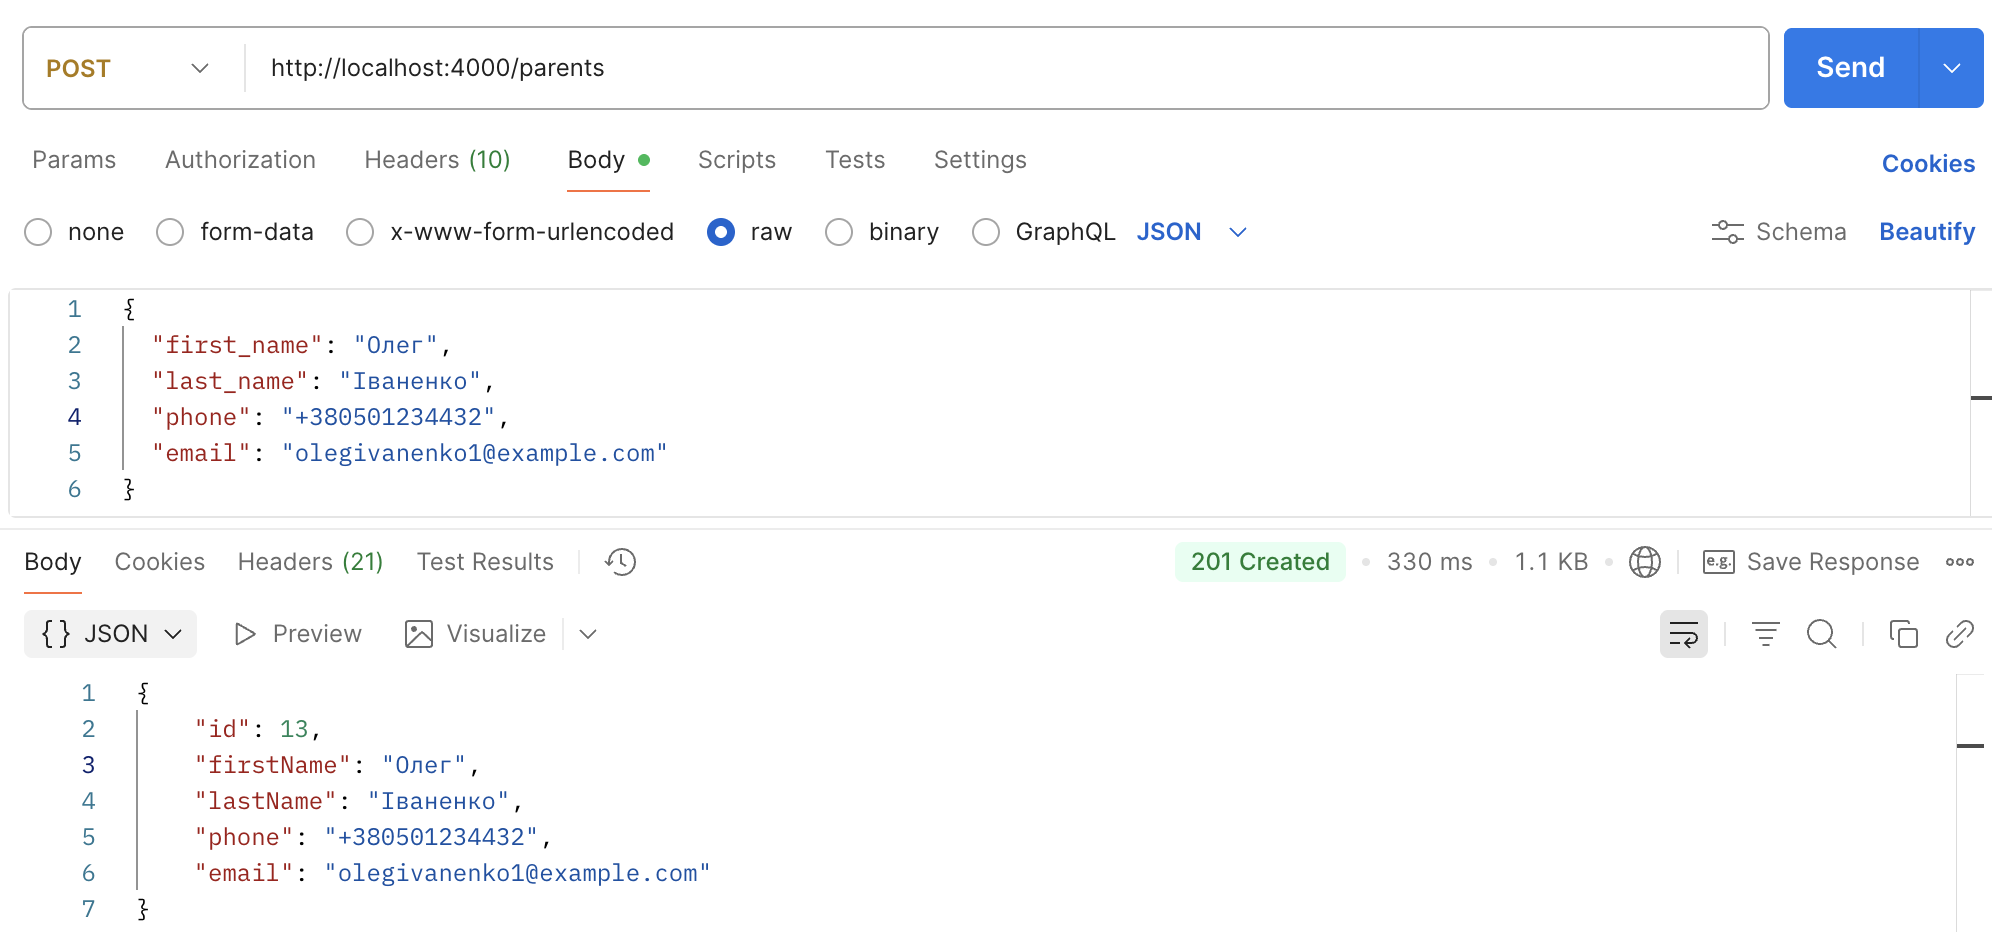 POST http://localhost:4000/parents Send
Params Authorization Headers (10) Body Scripts Tests Settings Cookies
none form-data x-www-form-urlencoded raw binary GraphQL JSON Schema Beautify
1 {
2 "first_name": "Олег",
3 "last_name": "Іваненко",
4 "phone": "+380501234432",
5 "email": "olegivanenko1@example.com"
6 }
Body Cookies Headers (21) Test Results 201 Created • 330 ms • 1.1 KB • e.g. Save Response
{} JSON Preview Visualize
1 {
2 "id": 13,
3 "firstName": "Олег",
4 "lastName": "Іваненко",
5 "phone": "+380501234432",
6 "email": "olegivanenko1@example.com"
7 }